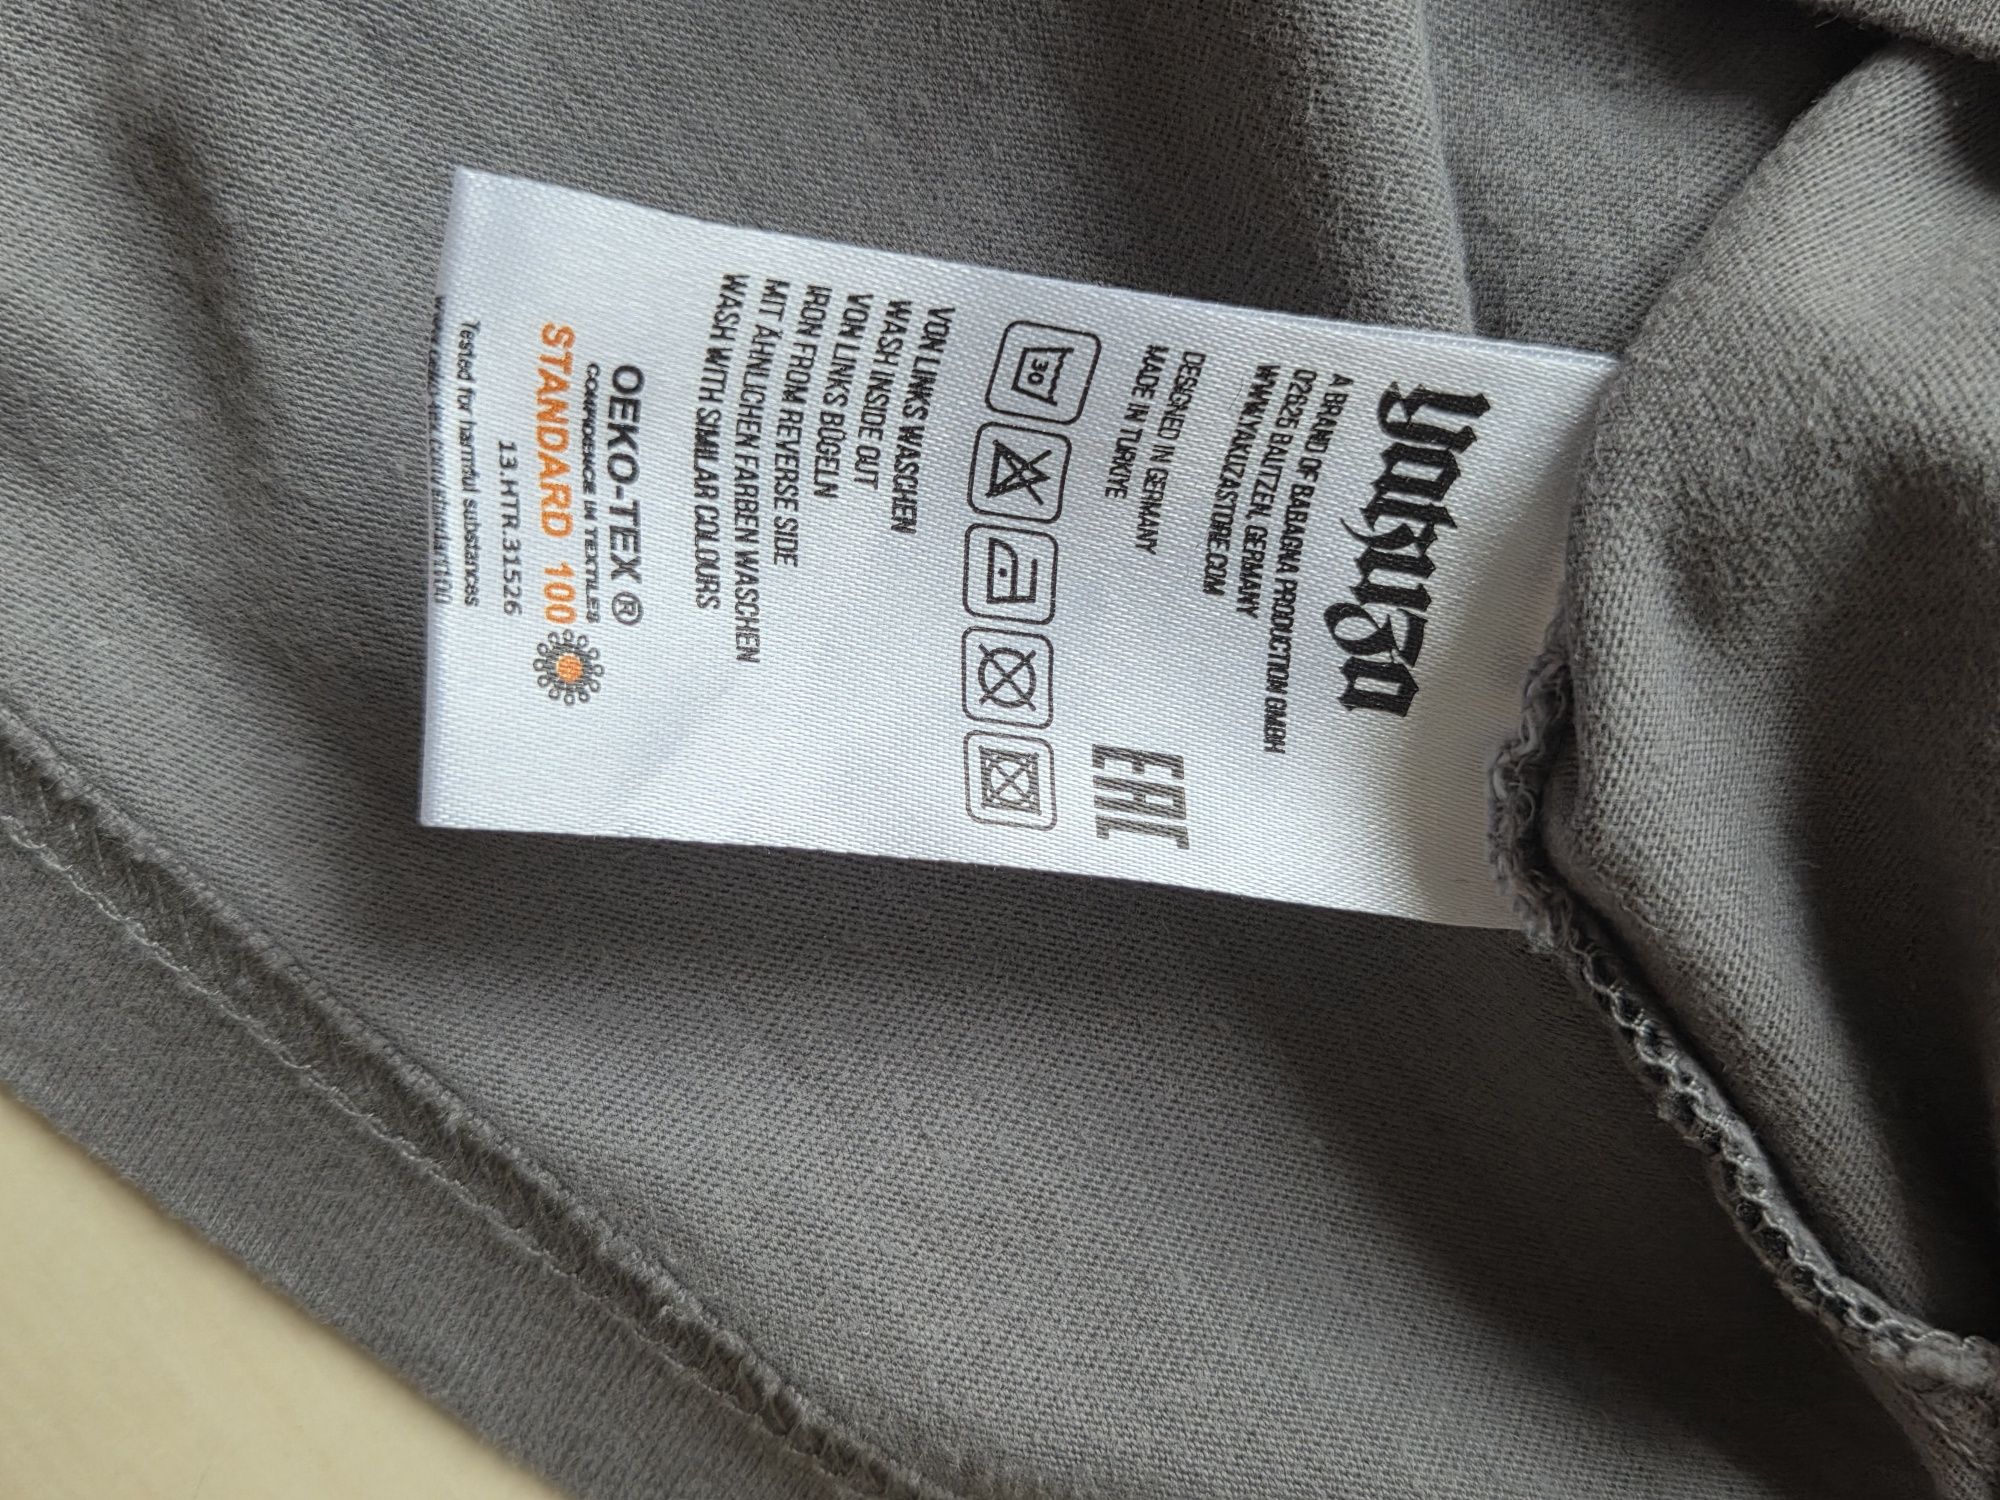 Yakuza
A BRAND OF BABAGANA PRODUCTION GMBH
02625 BAUTZEN, GERMANY
WWW.YAKUZASTORE.COM
DESIGNED IN GERMANY
MADE IN TÜRKIYE
EAC
30
VON LINKS WASCHEN
WASH INSIDE OUT
VON LINKS BÜGELN
IRON FROM REVERSE SIDE
MIT ÄHNLICHEN FARBEN WASCHEN
WASH WITH SIMILAR COLOURS
OEKO-TEX ®
CONFIDENCE IN TEXTILES
STANDARD 100
13.HTR.31526
Tested for harmful substances